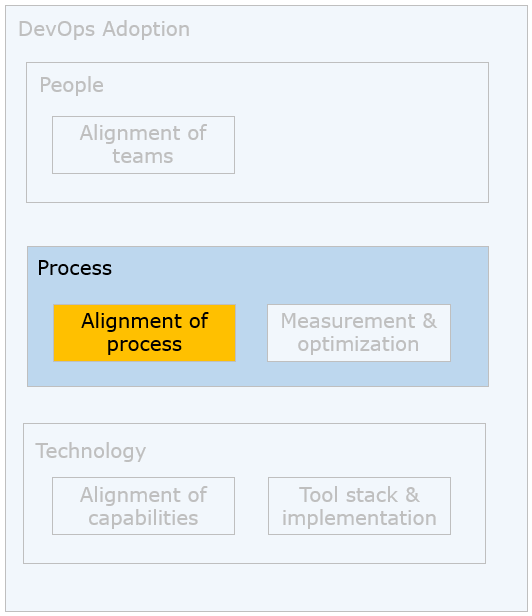 DevOps Adoption
People
Alignment of
teams
Process
Alignment of
process
Measurement &
optimization
Technology
Alignment of
capabilities
Tool stack &
implementation